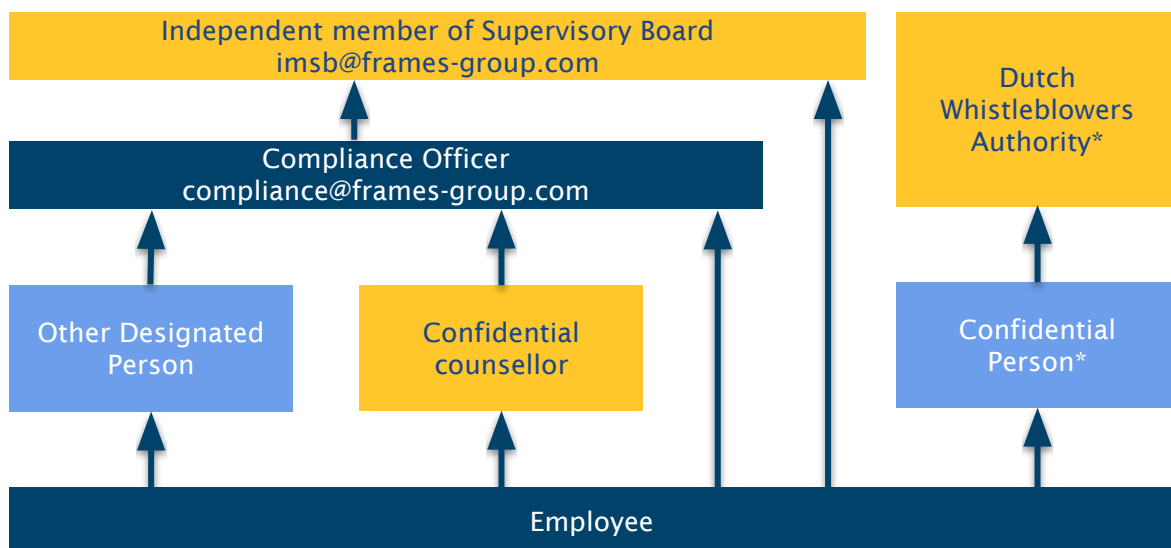 Independent member of Supervisory Board
imsb@frames-group.com
Dutch
Whistleblowers
Authority*
Compliance Officer
compliance@frames-group.com
Other Designated
Person
Confidential
counsellor
Confidential
Person*
Employee